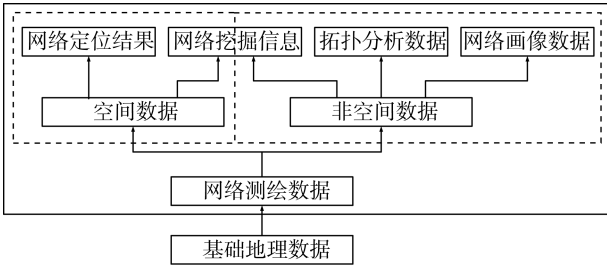 网络定位结果
网络挖掘信息
拓扑分析数据
网络画像数据
空间数据
非空间数据
网络测绘数据
基础地理数据